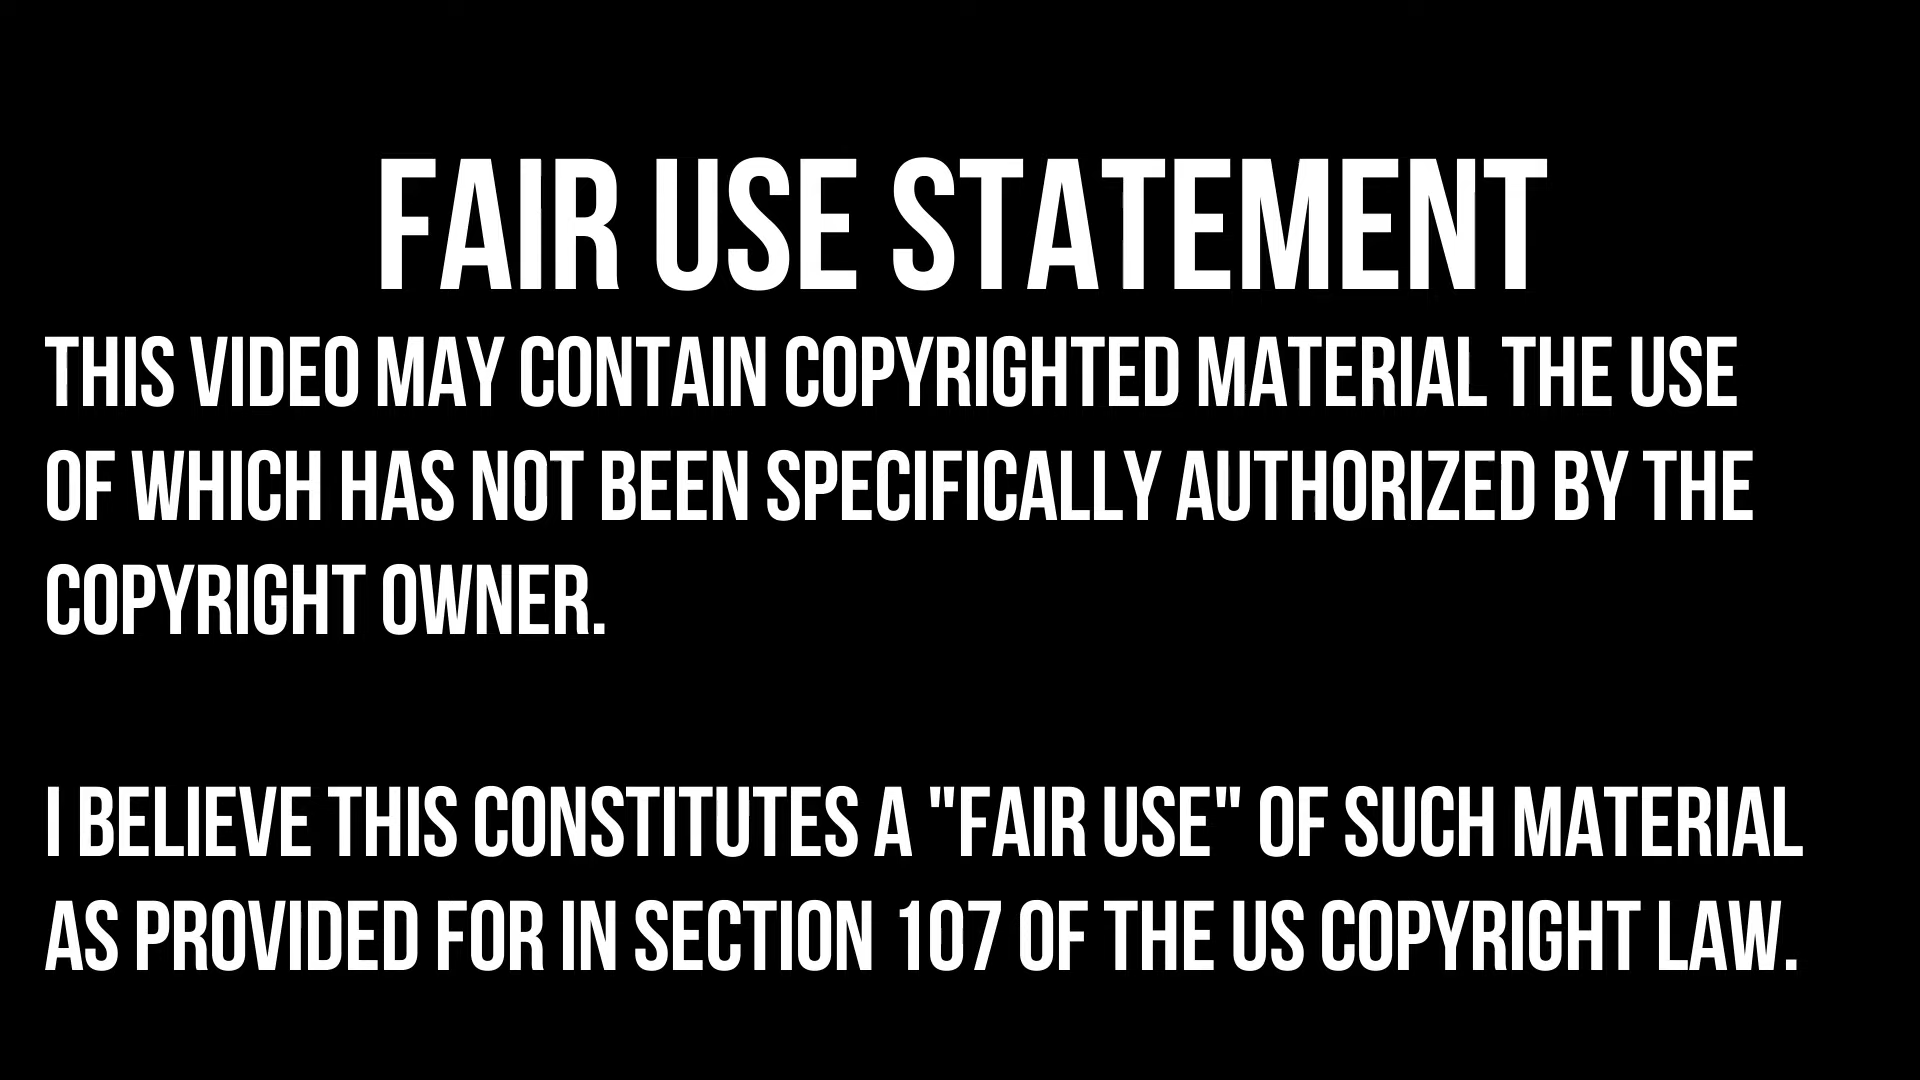 FAIR USE STATEMENT
THIS VIDEO MAY CONTAIN COPYRIGHTED MATERIAL THE USE
OF WHICH HAS NOT BEEN SPECIFICALLY AUTHORIZED BY THE
COPYRIGHT OWNER.
I BELIEVE THIS CONSTITUTES A "FAIR USE" OF SUCH MATERIAL
AS PROVIDED FOR IN SECTION 107 OF THE US COPYRIGHT LAW.